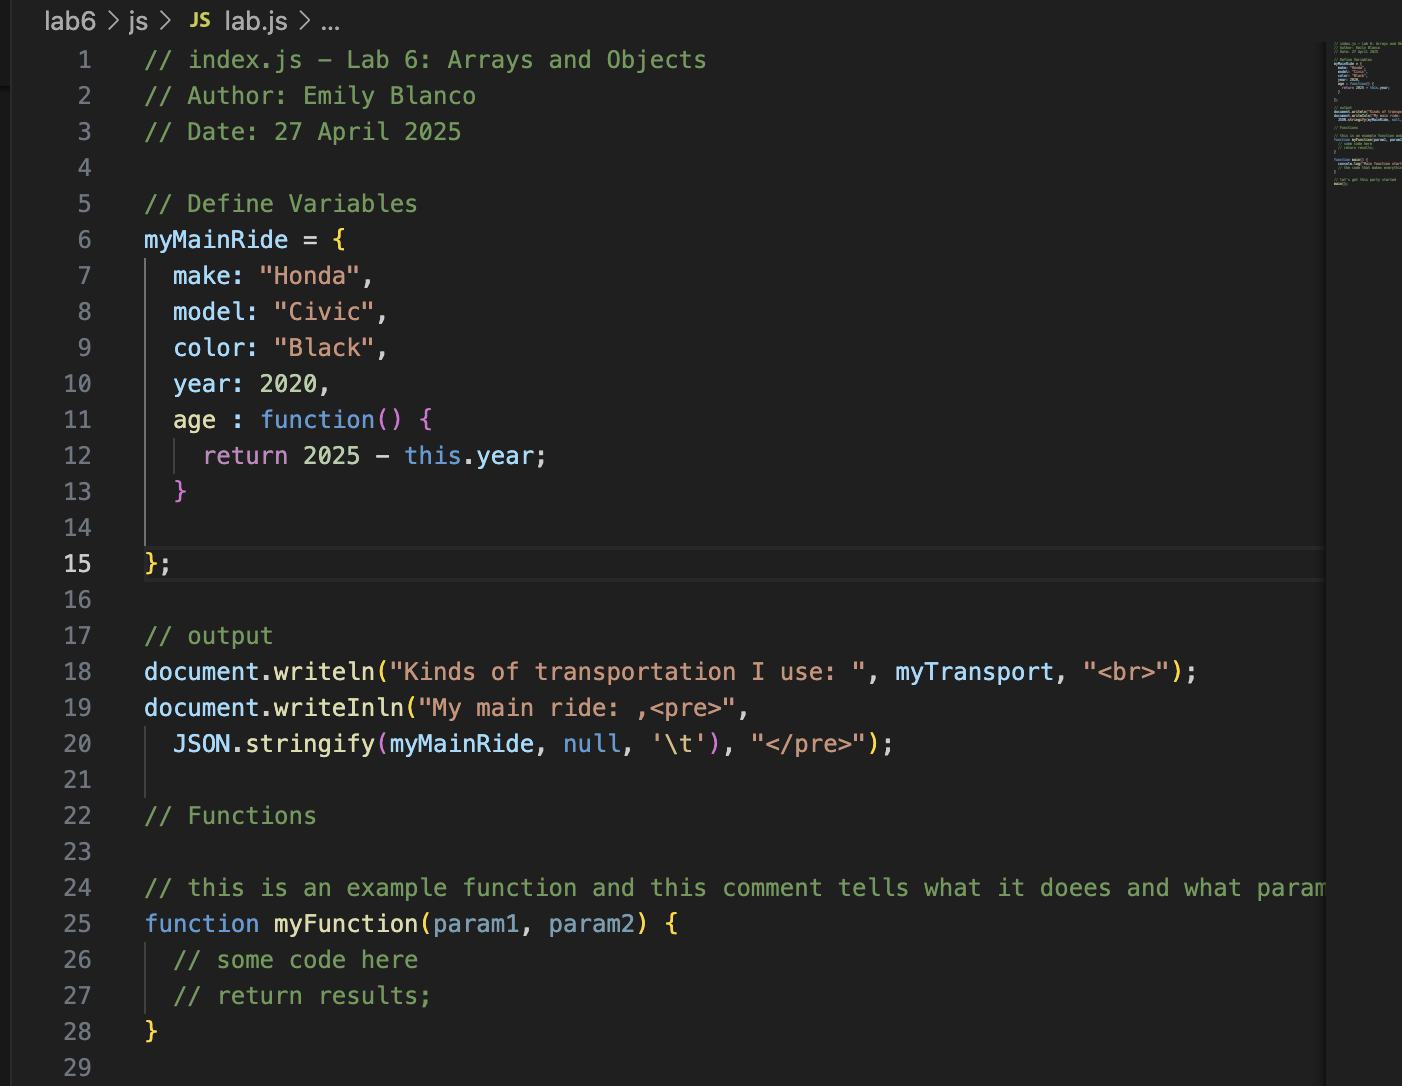 lab6 > js > JS lab.js > ...
1 // index.js – Lab 6: Arrays and Objects
2 // Author: Emily Blanco
3 // Date: 27 April 2025
4
5 // Define Variables
6 myMainRide = {
7   make: "Honda",
8   model: "Civic",
9   color: "Black",
10   year: 2020,
11   age : function() {
12     return 2025 - this.year;
13   }
14
15 };
16
17 // output
18 document.writeln("Kinds of transportation I use: ", myTransport, "<br>");
19 document.writeInln("My main ride: ,<pre>",
20   JSON.stringify(myMainRide, null, '\t'), "</pre>");
21
22 // Functions
23
24 // this is an example function and this comment tells what it doees and what param
25 function myFunction(param1, param2) {
26   // some code here
27   // return results;
28 }
29